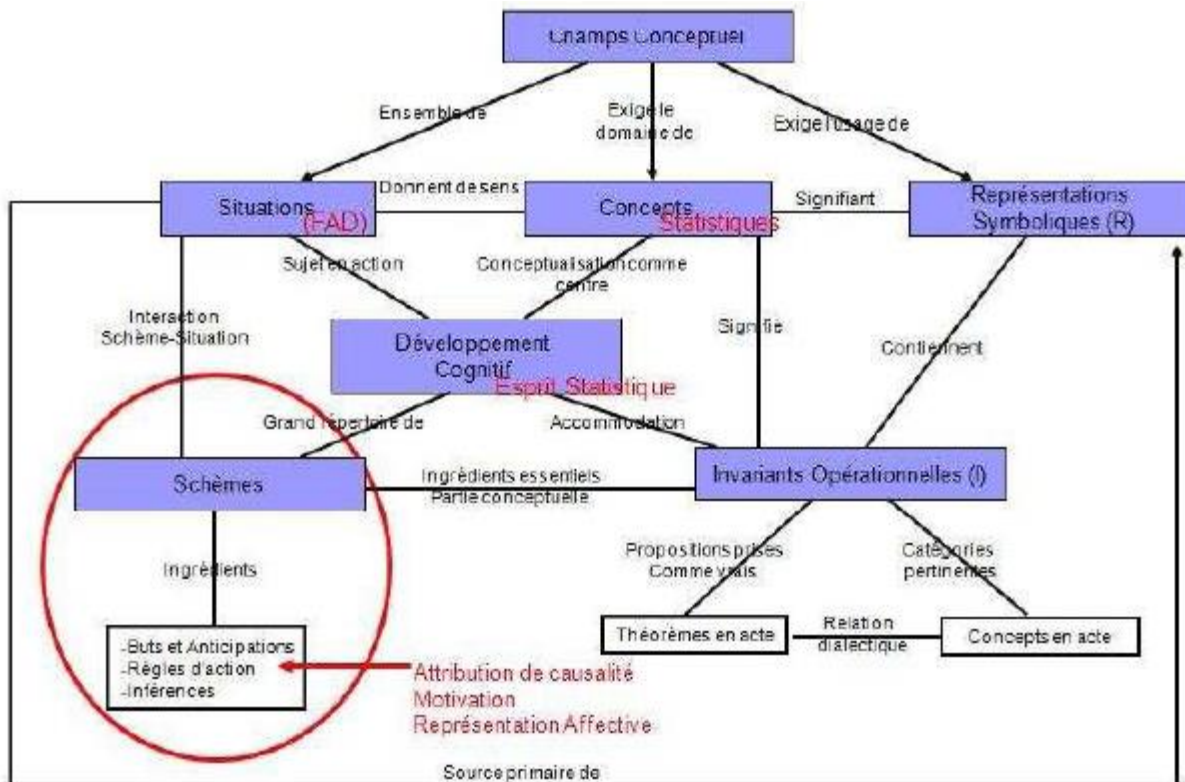 Champs Conceptuel
Ensemble de
Exige le
domaine de
Exige l'usage de
Situations
(FAD)
Donnent de sens
Concepts
Statistiques
Signifiant
Représentations
Symboliques (R)
Sujet en action
Conceptualisation comme
centre
Interaction
Schème-Situation
Signifié
Contiennent
Développement
Cognitif
Esprit Statistique
Grand répertoire de
Accommodation
Schèmes
Ingrédients essentiels
Partie conceptuelle
Invariants Opérationnelles (I)
Ingrédients
Propositions prises
Comme vrais
Catégories
pertinentes
-Buts et Anticipations
-Règles d'action
-Inférences
Théorèmes en acte
Relation
dialectique
Concepts en acte
Attribution de causalité
Motivation
Représentation Affective
Source primaire de